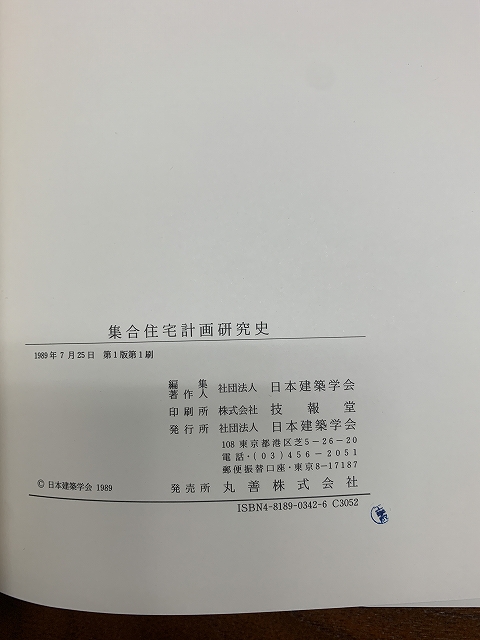 集合住宅計画研究史
1989年7月25日 第1版第1刷
編集
著作人 社団法人 日本建築学会
印刷所 株式会社 技報堂
発行所 社団法人 日本建築学会
108 東京都港区芝5-26-20
電話・(03)456-2051
郵便振替口座・東京8-17187
© 日本建築学会 1989 発売所 丸善株式会社
ISBN4-8189-0342-6 C3052